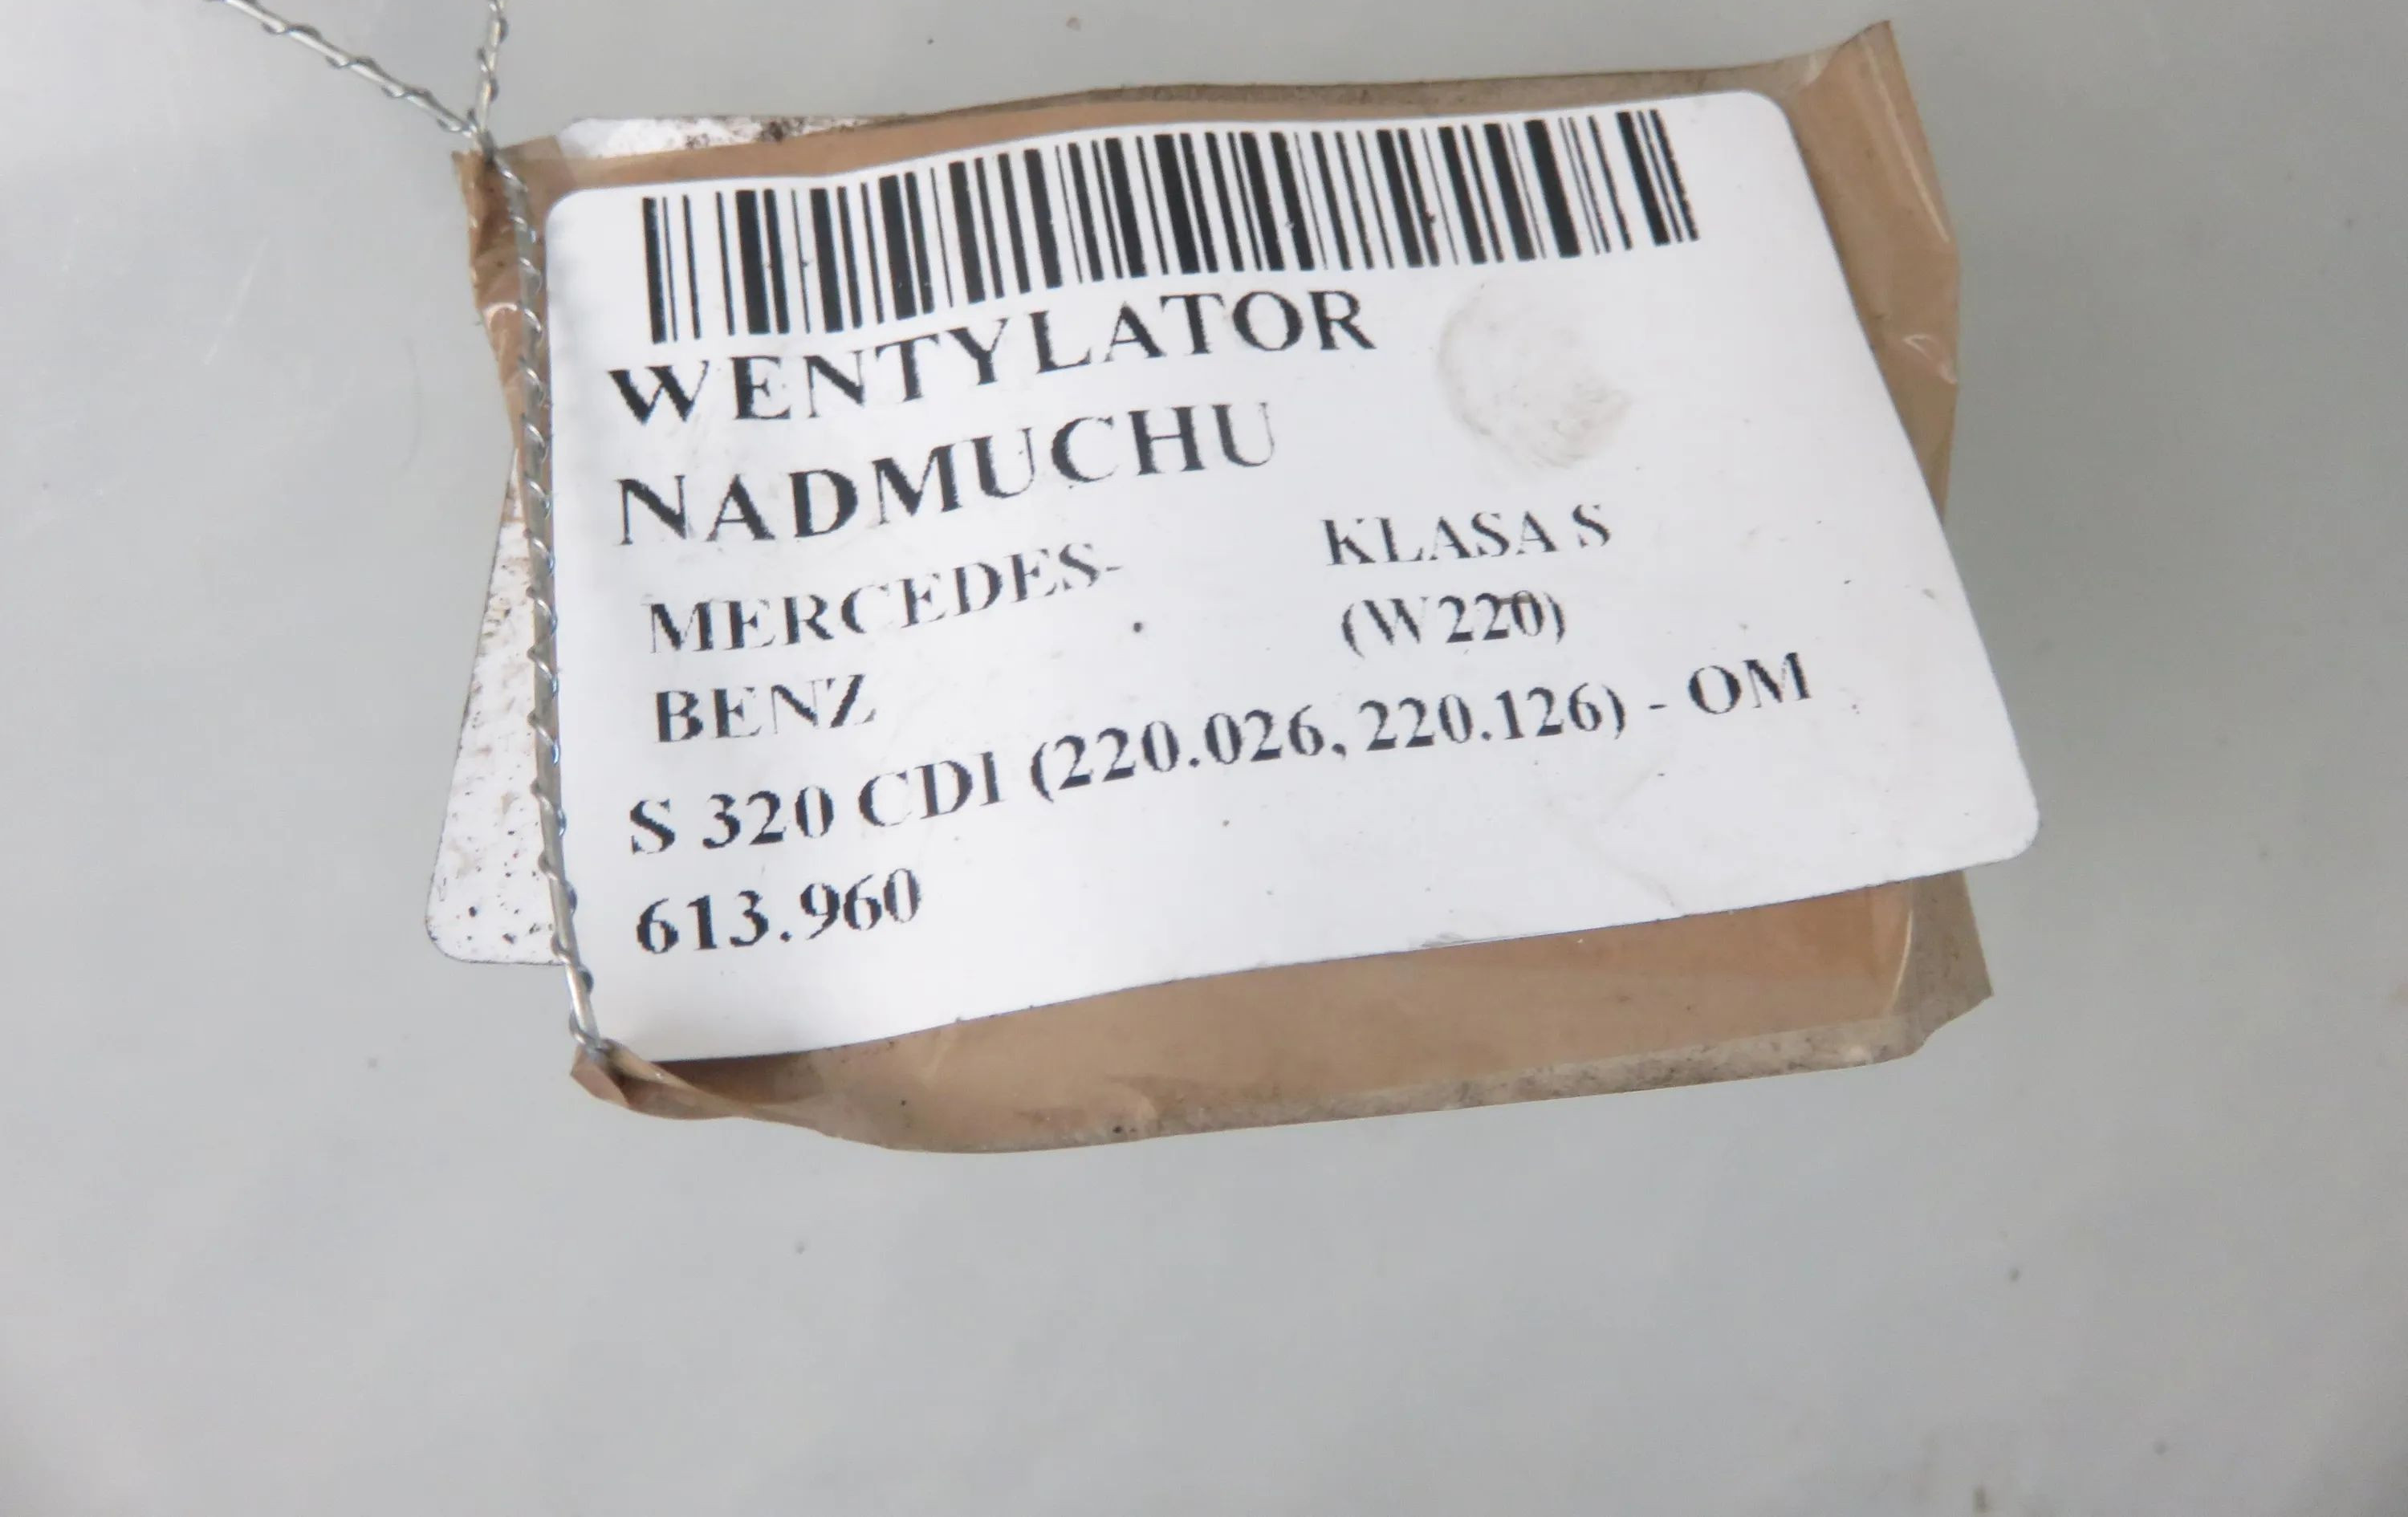 WENTYLATOR
NADMUCHU
MERCEDES-
BENZ
KLASA S
(W220)
S 320 CDI (220.026, 220.126) - OM
613.960